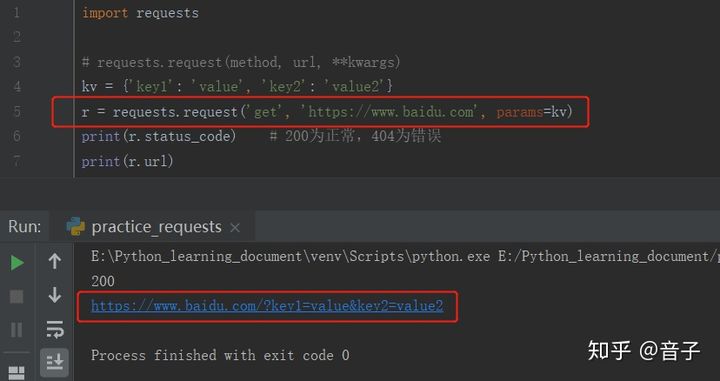 1 import requests
2
3 # requests.request(method, url, **kwargs)
4 kv = {'key1': 'value', 'key2': 'value2'}
5 r = requests.request('get', 'https://www.baidu.com', params=kv)
6 print(r.status_code) # 200为正常，404为错误
7 print(r.url)
Run: practice_requests ×
E:\Python_learning_document\venv\Scripts\python.exe E:/Python_learning_document/
200
https://www.baidu.com/?key1=value&key2=value2
Process finished with exit code 0
知乎 @音子